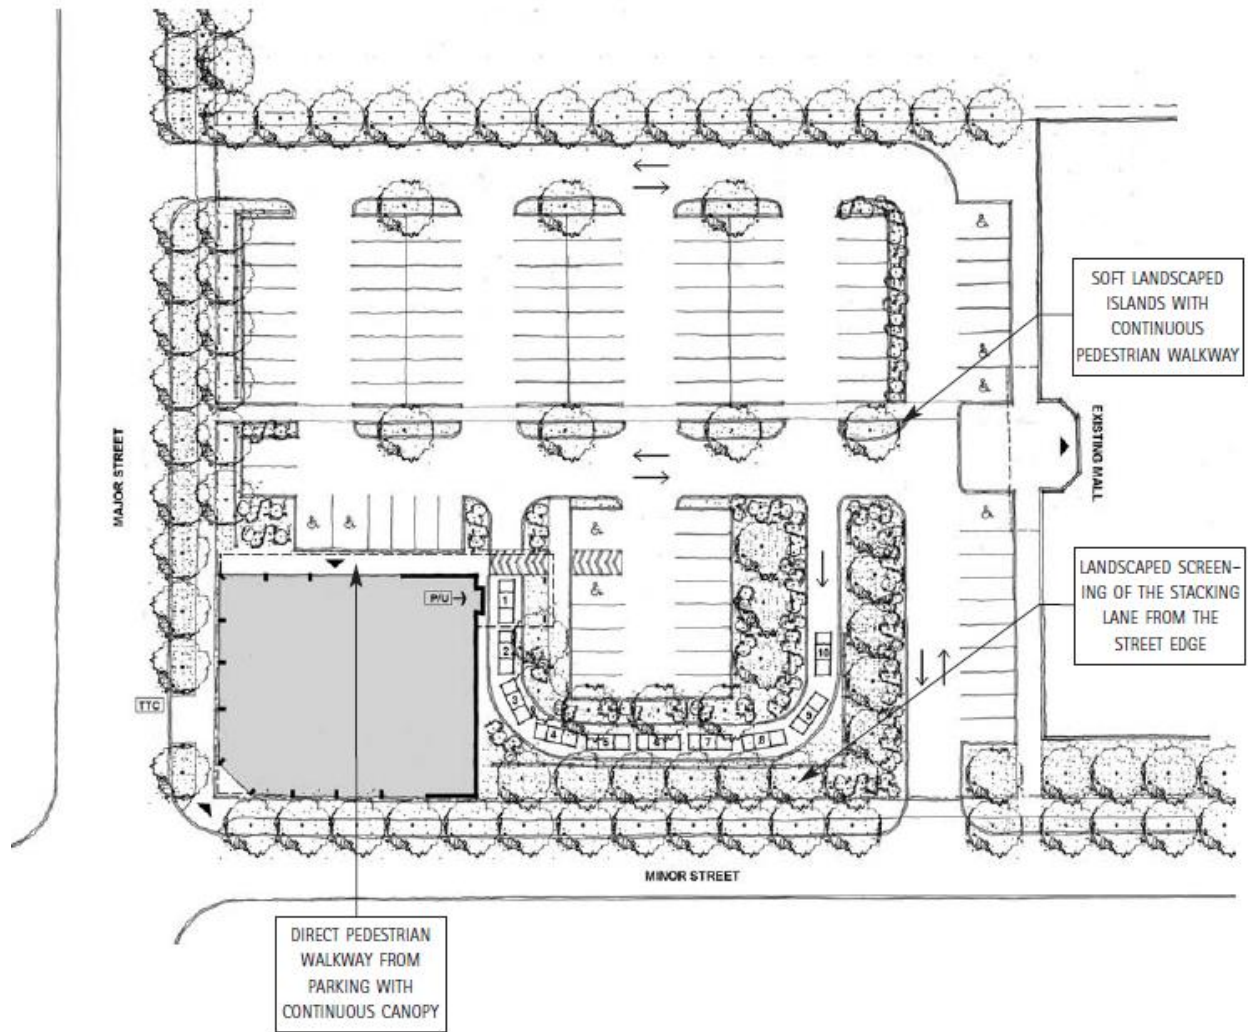 SOFT LANDSCAPED
ISLANDS WITH
CONTINUOUS
PEDESTRIAN WALKWAY
MAJOR STREET
EXISTING MALL
P/U
1
2
3
4
5
6
7
8
9
10
TTC
LANDSCAPED SCREEN-
ING OF THE STACKING
LANE FROM THE
STREET EDGE
MINOR STREET
DIRECT PEDESTRIAN
WALKWAY FROM
PARKING WITH
CONTINUOUS CANOPY